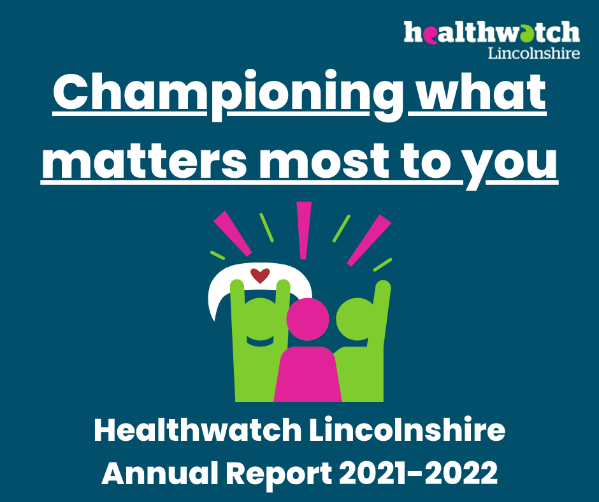 healthwatch
Lincolnshire
Championing what
matters most to you
Healthwatch Lincolnshire
Annual Report 2021-2022